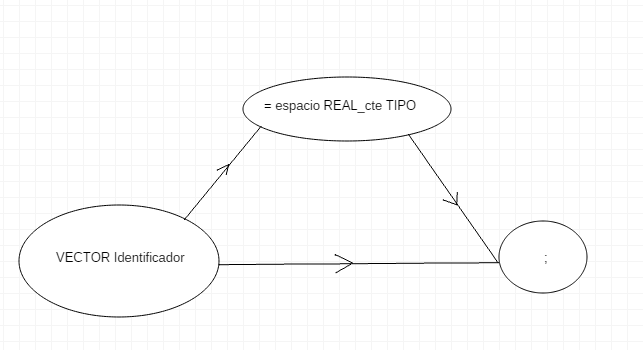 = espacio REAL_cte TIPO
VECTOR Identificador
;